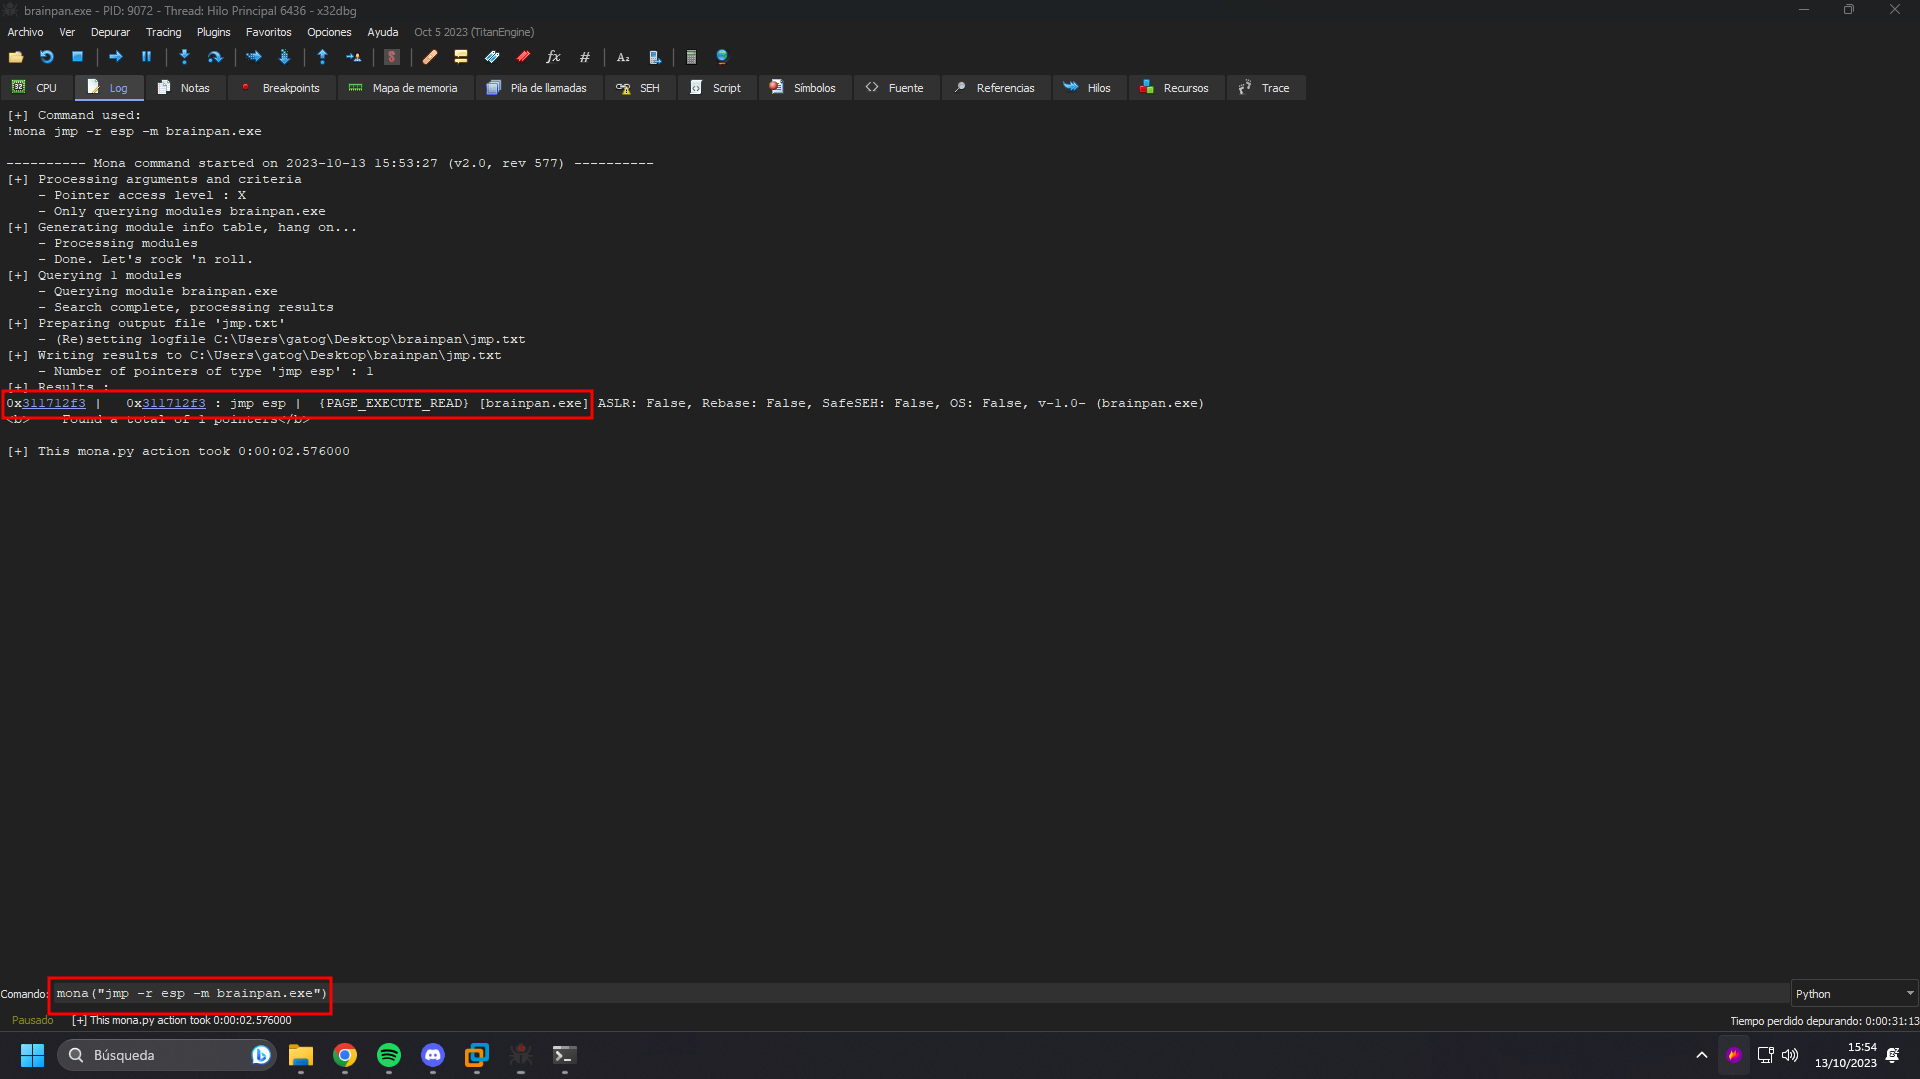 brainpan.exe - PID: 9072 - Thread: Hilo Principal 6436 - x32dbg
Archivo Ver Depurar Tracing Plugins Favoritos Opciones Ayuda Oct 5 2023 (TitanEngine)
CPU Log Notas Breakpoints Mapa de memoria Pila de llamadas SEH Script Símbolos Fuente Referencias Hilos Recursos Trace
[+] Command used:
!mona jmp -r esp -m brainpan.exe
---------- Mona command started on 2023-10-13 15:53:27 (v2.0, rev 577) ----------
[+] Processing arguments and criteria
- Pointer access level : X
- Only querying modules brainpan.exe
[+] Generating module info table, hang on...
- Processing modules
- Done. Let's rock 'n roll.
[+] Querying 1 modules
- Querying module brainpan.exe
- Search complete, processing results
[+] Preparing output file 'jmp.txt'
- (Re)setting logfile C:\Users\gatog\Desktop\brainpan\jmp.txt
[+] Writing results to C:\Users\gatog\Desktop\brainpan\jmp.txt
- Number of pointers of type 'jmp esp' : 1
[+] Results :
0x311712f3 | 0x311712f3 : jmp esp | {PAGE_EXECUTE_READ} [brainpan.exe] ASLR: False, Rebase: False, SafeSEH: False, OS: False, v-1.0- (brainpan.exe)
<b> Found a total of 1 pointers</b>
[+] This mona.py action took 0:00:02.576000
Comando: mona("jmp -r esp -m brainpan.exe") Python
Pausado [+] This mona.py action took 0:00:02.576000 Tiempo perdido depurando: 0:00:31:13
Búsqueda 15:54
13/10/2023